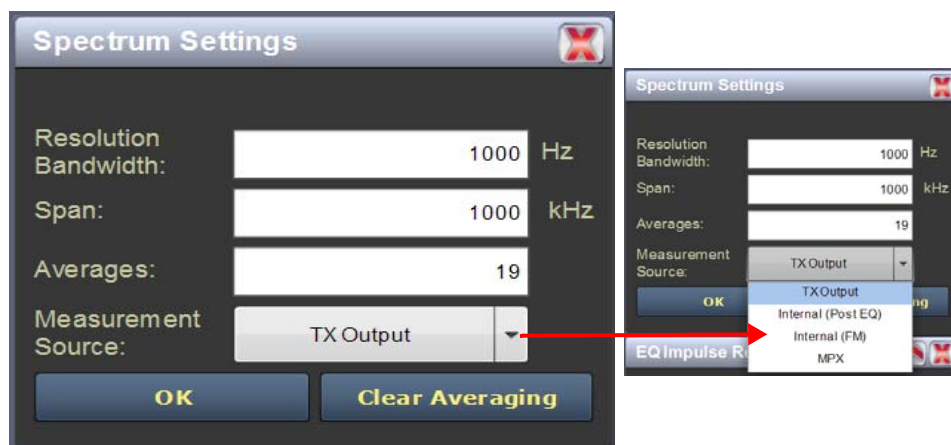 Spectrum Settings
Resolution
Bandwidth:
1000 Hz
Span:
1000 kHz
Averages:
19
Measurement
Source:
TX Output
OK
Clear Averaging
Spectrum Settings
Resolution
Bandwidth:
1000 Hz
Span:
1000 kHz
Averages:
19
Measurement
Source:
TX Output
TX Output
Internal (Post EQ)
Internal (FM)
MPX
OK
EQ Impulse